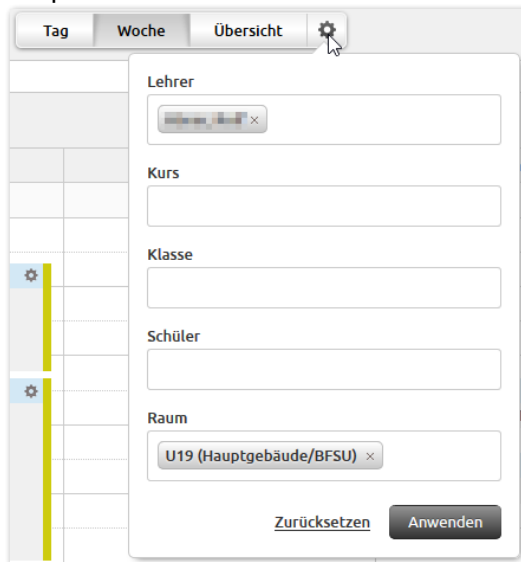 Tag Woche Übersicht
Lehrer
×
Kurs
Klasse
Schüler
Raum
U19 (Hauptgebäude/BFSU) ×
Zurücksetzen Anwenden